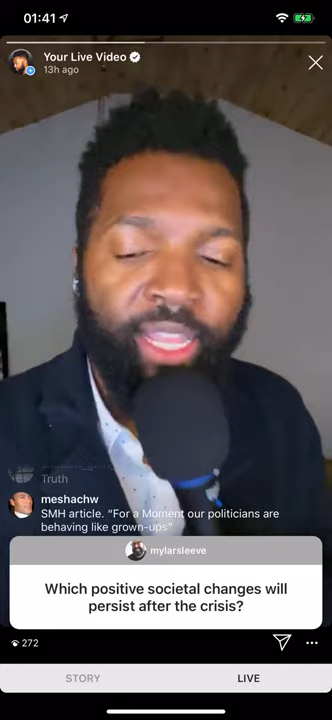 01:41
Your Live Video
13h ago
Truth
meshachw
SMH article. “For a Moment our politicians are
behaving like grown-ups”
mylarsleeve
Which positive societal changes will
persist after the crisis?
272
STORY
LIVE